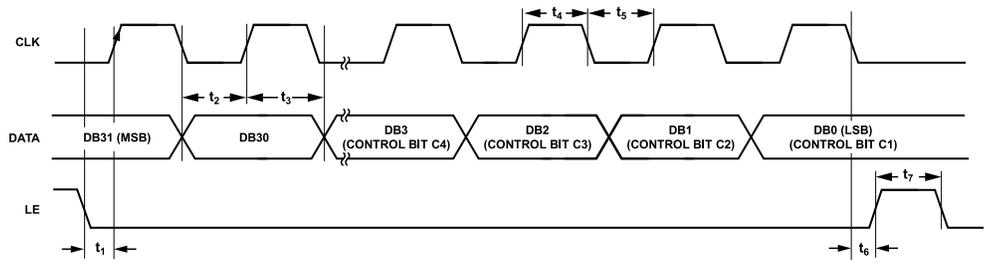 t4
t5
CLK
t2
t3
DATA
DB31 (MSB)
DB30
DB3
(CONTROL BIT C4)
DB2
(CONTROL BIT C3)
DB1
(CONTROL BIT C2)
DB0 (LSB)
(CONTROL BIT C1)
t7
LE
t1
t6